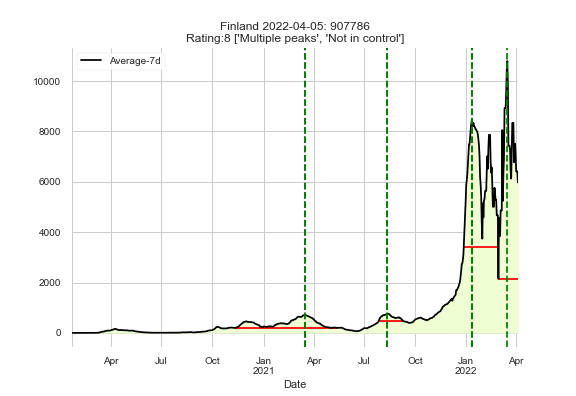 Finland 2022-04-05: 907786
Rating:8 ['Multiple peaks', 'Not in control']
Average-7d
10000
8000
6000
4000
2000
0
Apr Jul Oct Jan Apr Jul Oct Jan Apr
2021 2022
Date